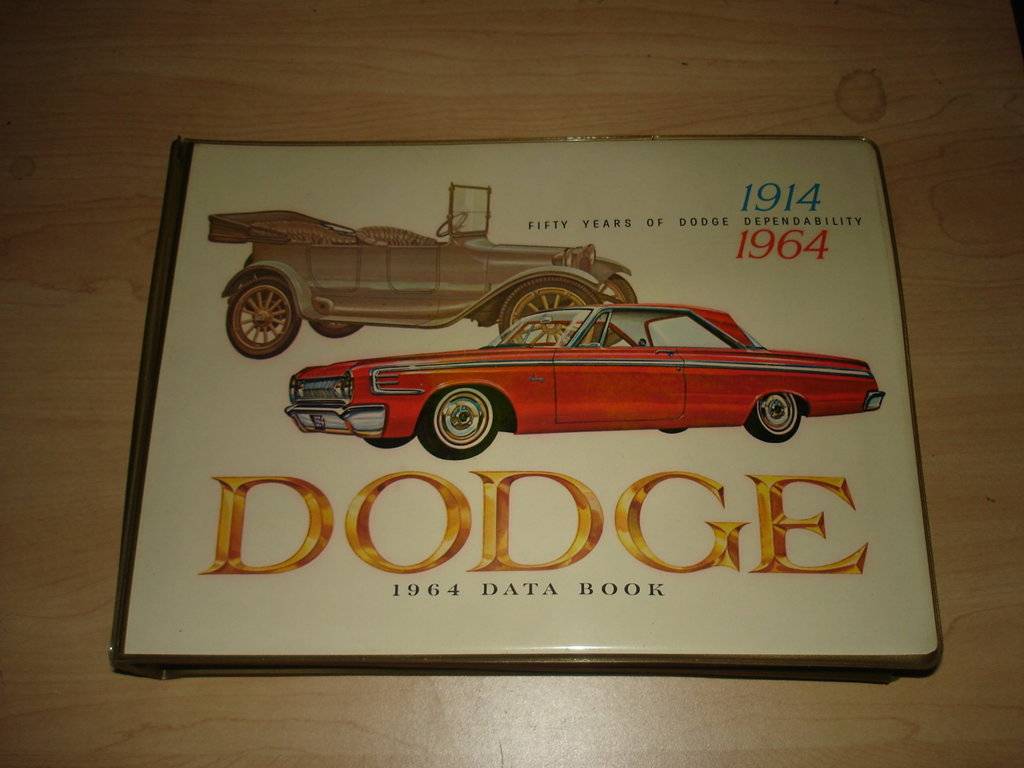 1914
FIFTY YEARS OF DODGE DEPENDABILITY
1964
DODGE
1964 DATA BOOK